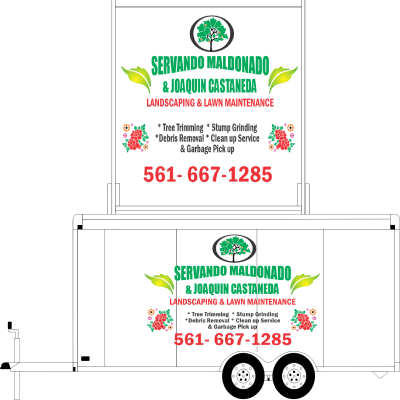 SERVANDO MALDONADO
& JOAQUIN CASTANEDA
LANDSCAPING & LAWN MAINTENANCE
* Tree Trimming * Stump Grinding
*Debris Removal * Clean up Service
& Garbage Pick up
561- 667-1285
SERVANDO MALDONADO
& JOAQUIN CASTANEDA
LANDSCAPING & LAWN MAINTENANCE
* Tree Trimming * Stump Grinding
*Debris Removal * Clean up Service
& Garbage Pick up
561- 667-1285